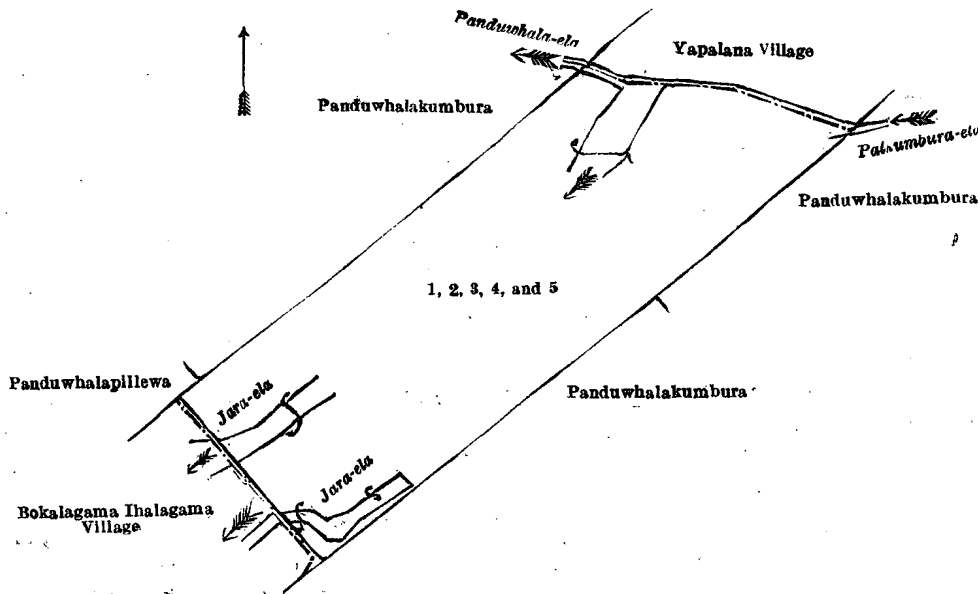 Panduwhala-ela
Yapalana Village
Panduwhalakumbura
Panduwhalakumbura
1, 2, 3, 4, and 5
Panduwhalapillewa
Jara-ela
Panduwhalakumbura
Jara-ela
Bokalagama Ihalagama
Village